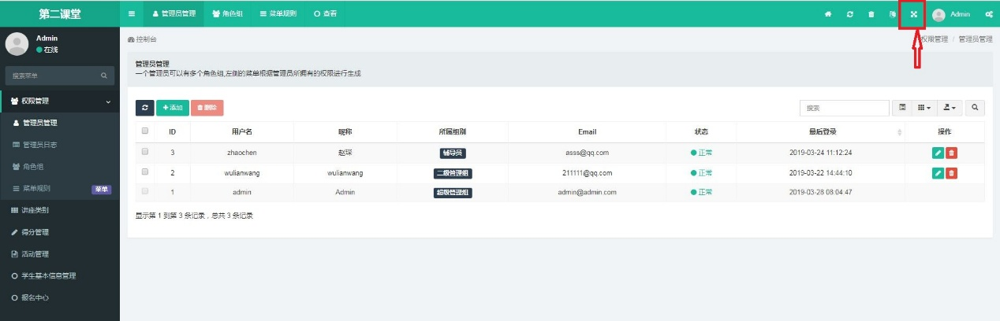 第二课堂
管理员管理 角色组 菜单规则 查看 Admin
Admin
在线
控制台 权限管理 / 管理员管理
搜索菜单
管理员管理
一个管理员可以有多个角色组,左侧的菜单根据管理员所拥有的权限进行生成
权限管理
管理员管理
管理员日志
角色组
菜单规则 菜单
讲座类别
得分管理
活动管理
学生基本信息管理
报名中心
添加 删除 搜索
ID 用户名 昵称 所属组别 Email 状态 最后登录 操作
3 zhaochen 赵琛 辅导员 asss@qq.com 正常 2019-03-24 11:12:24
2 wulianwang wulianwang 二级管理组 211111@qq.com 正常 2019-03-22 14:44:10
1 admin Admin 超级管理组 admin@admin.com 正常 2019-03-28 08:04:47
显示第 1 到第 3 条记录，总共 3 条记录